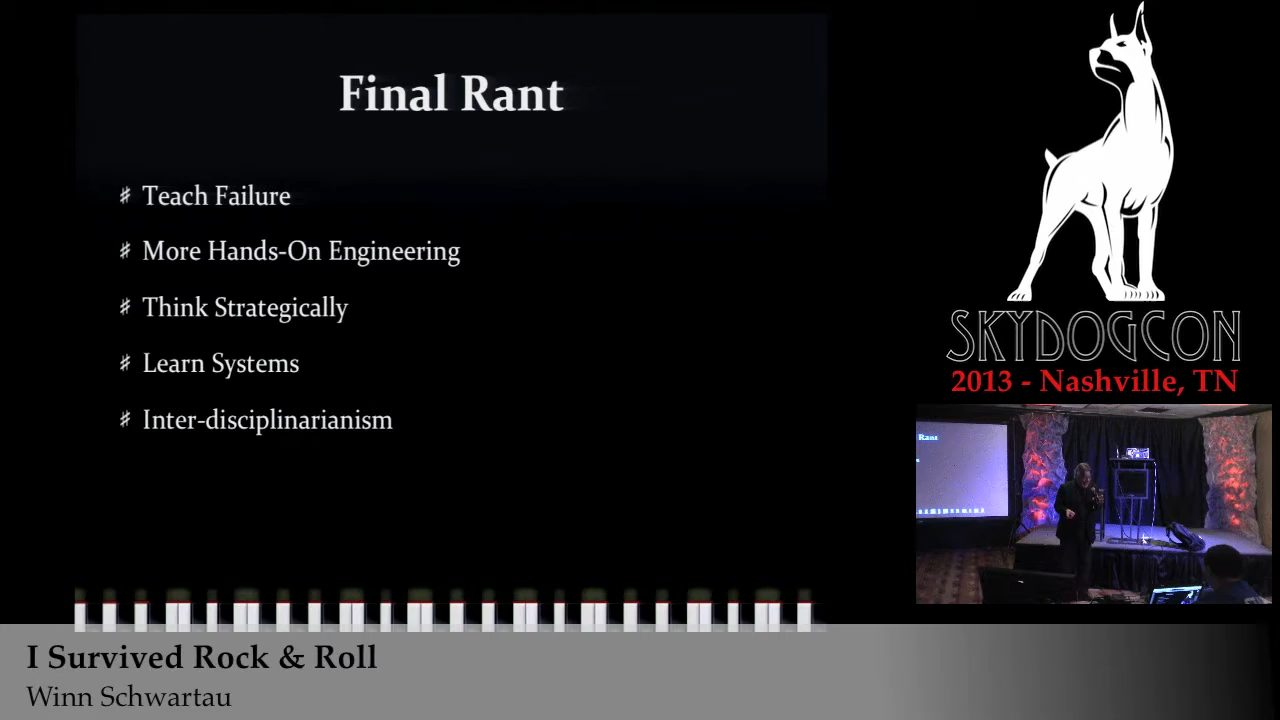 Final Rant
Teach Failure
More Hands-On Engineering
Think Strategically
Learn Systems
Inter-disciplinarianism
SKYDOGCON
2013 - Nashville, TN
Rant
I Survived Rock & Roll
Winn Schwartau